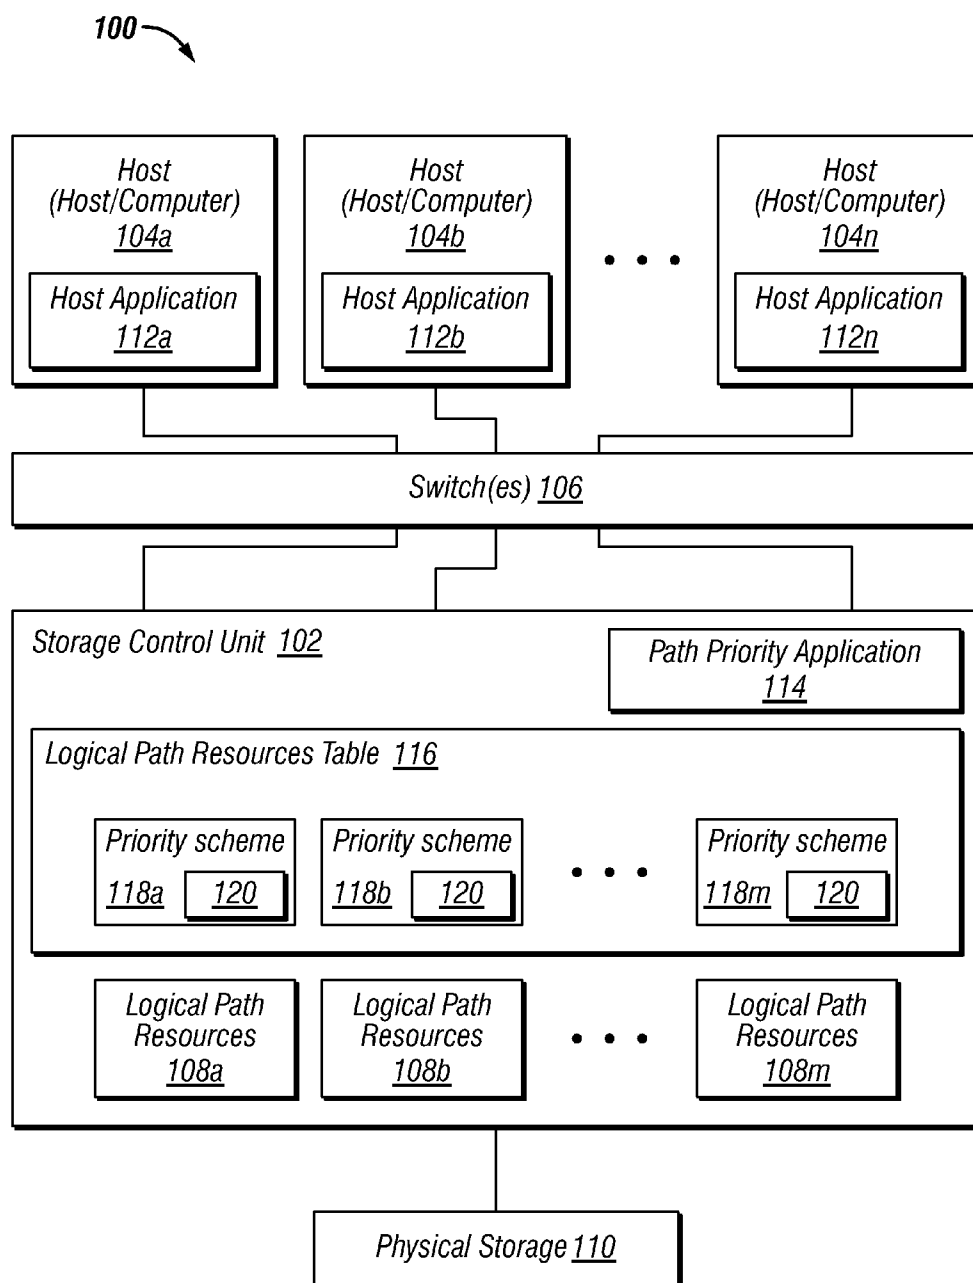 100
Host
(Host/Computer)
104a
Host Application
112a
Host
(Host/Computer)
104b
Host Application
112b
Host
(Host/Computer)
104n
Host Application
112n
Switch(es) 106
Storage Control Unit 102
Path Priority Application
114
Logical Path Resources Table 116
Priority scheme
118a 120
Priority scheme
118b 120
Priority scheme
118m 120
Logical Path
Resources
108a
Logical Path
Resources
108b
Logical Path
Resources
108m
Physical Storage 110